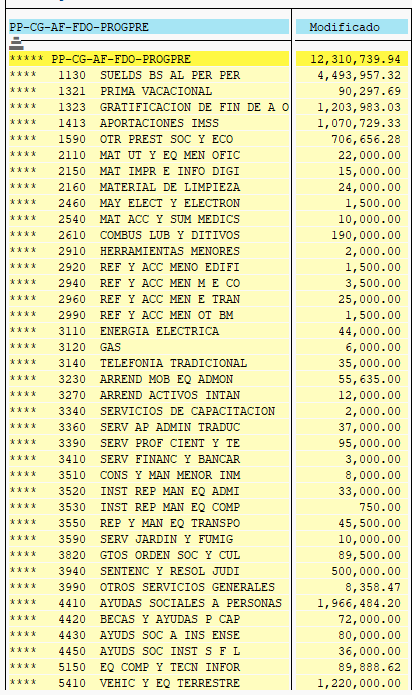 PP-CG-AF-FDO-PROGPRE Modificado
***** PP-CG-AF-FDO-PROGPRE 12,310,739.94
**** 1130 SUELDS BS AL PER PER 4,493,957.32
**** 1321 PRIMA VACACIONAL 90,297.69
**** 1323 GRATIFICACION DE FIN DE A O 1,203,983.03
**** 1413 APORTACIONES IMSS 1,070,729.33
**** 1590 OTR PREST SOC Y ECO 706,656.28
**** 2110 MAT UT Y EQ MEN OFIC 22,000.00
**** 2150 MAT IMPR E INFO DIGI 15,000.00
**** 2160 MATERIAL DE LIMPIEZA 24,000.00
**** 2460 MAY ELECT Y ELECTRON 1,500.00
**** 2540 MAT ACC Y SUM MEDICS 10,000.00
**** 2610 COMBUS LUB Y DITIVOS 190,000.00
**** 2910 HERRAMIENTAS MENORES 2,000.00
**** 2920 REF Y ACC MENO EDIFI 1,500.00
**** 2940 REF Y ACC MEN M E CO 3,500.00
**** 2960 REF Y ACC MEN E TRAN 25,000.00
**** 2990 REF Y ACC MEN OT BM 1,500.00
**** 3110 ENERGIA ELECTRICA 44,000.00
**** 3120 GAS 6,000.00
**** 3140 TELEFONIA TRADICIONAL 35,000.00
**** 3230 ARREND MOB EQ ADMON 55,635.00
**** 3270 ARREND ACTIVOS INTAN 12,000.00
**** 3340 SERVICIOS DE CAPACITACION 2,000.00
**** 3360 SERV AP ADMIN TRADUC 37,000.00
**** 3390 SERV PROF CIENT Y TE 95,000.00
**** 3410 SERV FINANC Y BANCAR 3,000.00
**** 3510 CONS Y MAN MENOR INM 8,000.00
**** 3520 INST REP MAN EQ ADMI 33,000.00
**** 3530 INST REP MAN EQ COMP 750.00
**** 3550 REP Y MAN EQ TRANSPO 45,500.00
**** 3590 SERV JARDIN Y FUMIG 10,000.00
**** 3820 GTOS ORDEN SOC Y CUL 89,500.00
**** 3940 SENTENC Y RESOL JUDI 500,000.00
**** 3990 OTROS SERVICIOS GENERALES 8,358.47
**** 4410 AYUDAS SOCIALES A PERSONAS 1,966,484.20
**** 4420 BECAS Y AYUDAS P CAP 72,000.00
**** 4430 AYUDS SOC A INS ENSE 80,000.00
**** 4450 AYUDS SOC INST S F L 36,000.00
**** 5150 EQ COMP Y TECN INFOR 89,888.62
**** 5410 VEHIC Y EQ TERRESTRE 1,220,000.00